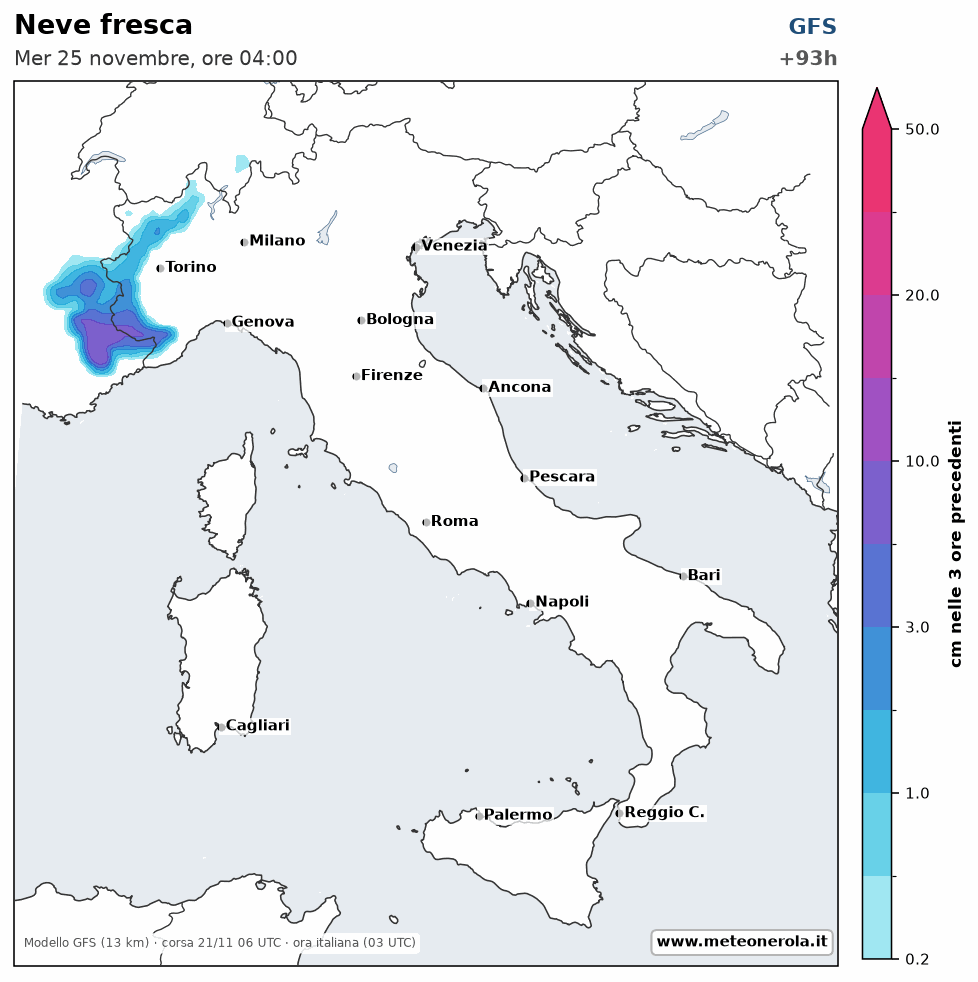 Neve fresca
GFS
Mer 25 novembre, ore 04:00
+93h
50.0
20.0
10.0
3.0
1.0
0.2
cm nelle 3 ore precedenti
Milano
Venezia
Torino
Genova
Bologna
Firenze
Ancona
Pescara
Roma
Bari
Napoli
Cagliari
Palermo
Reggio C.
Modello GFS (13 km) · corsa 21/11 06 UTC · ora italiana (03 UTC)
www.meteonerola.it